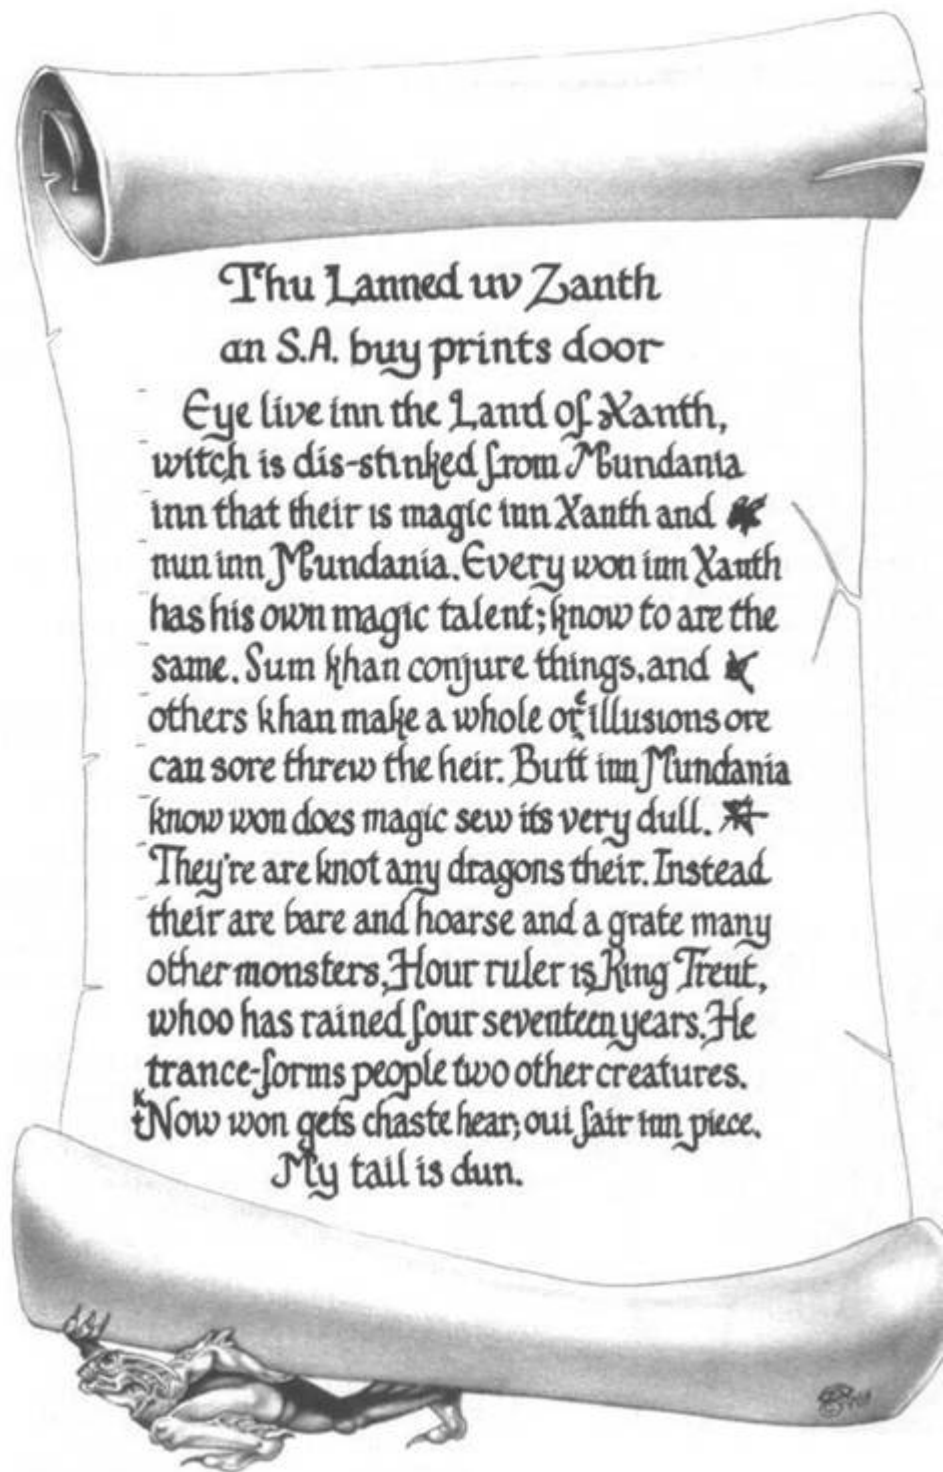 Thu Lanned uv Zanth
an S.A. buy prints door
Eye live inn the Land of Xanth,
witch is dis-stinked from Mundania
inn that their is magic inn Xanth and
nun inn Mundania. Every won inn Xanth
has his own magic talent; know to are the
same. Sum khan conjure things, and
others khan make a whole ore illusions ore
can sore threw the heir. Butt inn Mundania
know won does magic sew its very dull.
They're are knot any dragons their. Instead
their are bare and hoarse and a grate many
other monsters. Hour ruler is King Trent,
whoo has rained four seventeen years. He
trance-forms people two other creatures.
Know won gets chaste hear; oui fair inn piece.
My tail is dun.